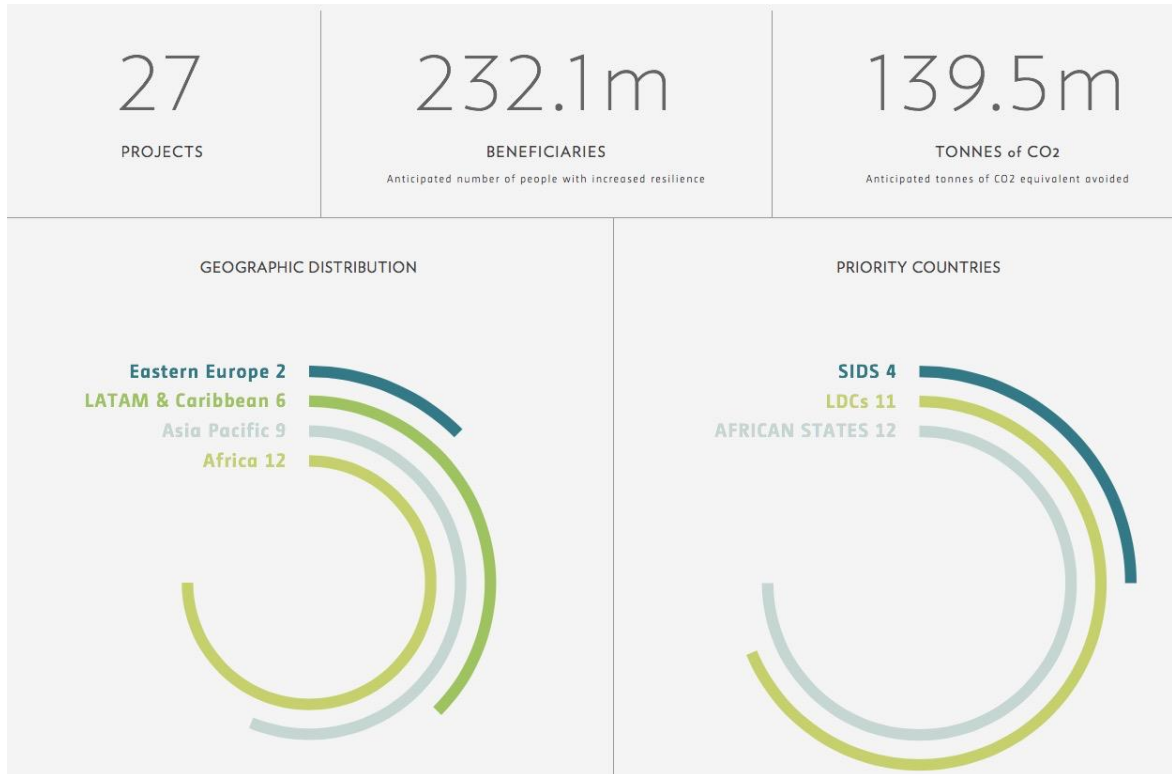 27
PROJECTS
232.1m
BENEFICIARIES
Anticipated number of people with increased resilience
139.5m
TONNES of CO2
Anticipated tonnes of CO2 equivalent avoided
GEOGRAPHIC DISTRIBUTION
Eastern Europe 2
LATAM & Caribbean 6
Asia Pacific 9
Africa 12
PRIORITY COUNTRIES
SIDS 4
LDCs 11
AFRICAN STATES 12